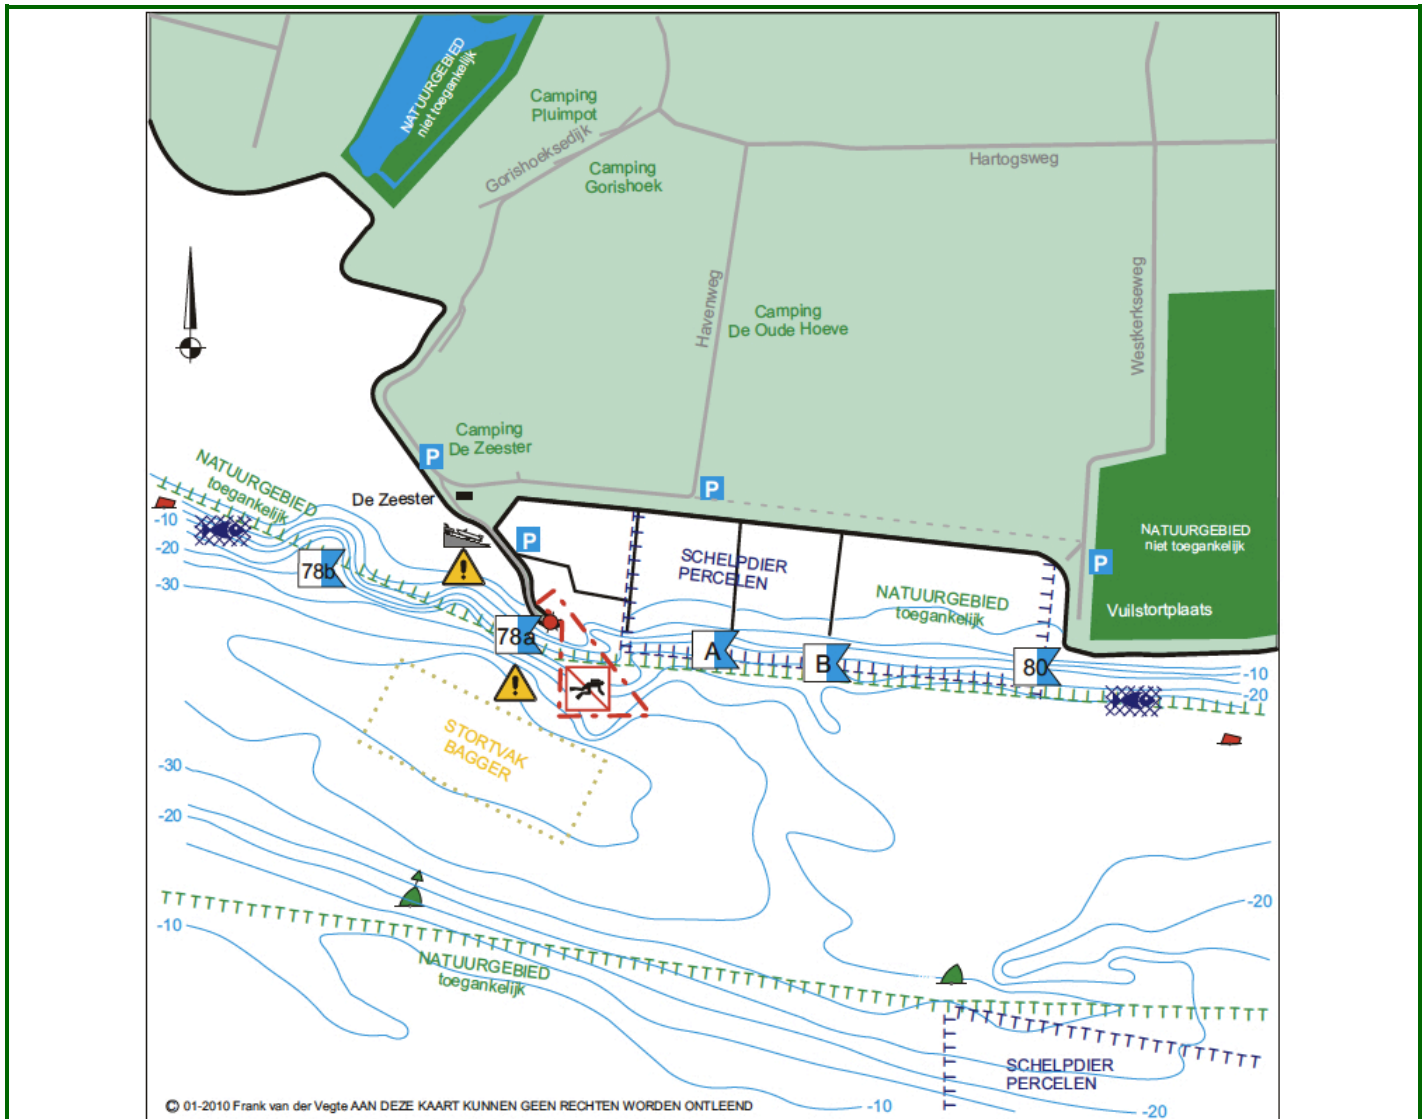 NATUURGEBIED
niet toegankelijk
Camping
Pluimpot
Gorishoeksedijk
Camping
Gorishoek
Hartogsweg
Havenweg
Camping
De Oude Hoeve
Westkerkseweg
Camping
De Zeester
P
NATUURGEBIED
toegankelijk
De Zeester
P
P
P
-10
-20
-30
78b
SCHELPDIER
PERCELEN
NATUURGEBIED
toegankelijk
NATUURGEBIED
niet toegankelijk
Vuilstortplaats
78a
A
B
80
-10
-20
STORTVAK
BAGGER
-30
-20
-10
-20
NATUURGEBIED
toegankelijk
SCHELPDIER
PERCELEN
© 01-2010 Frank van der Vegte AAN DEZE KAART KUNNEN GEEN RECHTEN WORDEN ONTLEEND
-10
-20